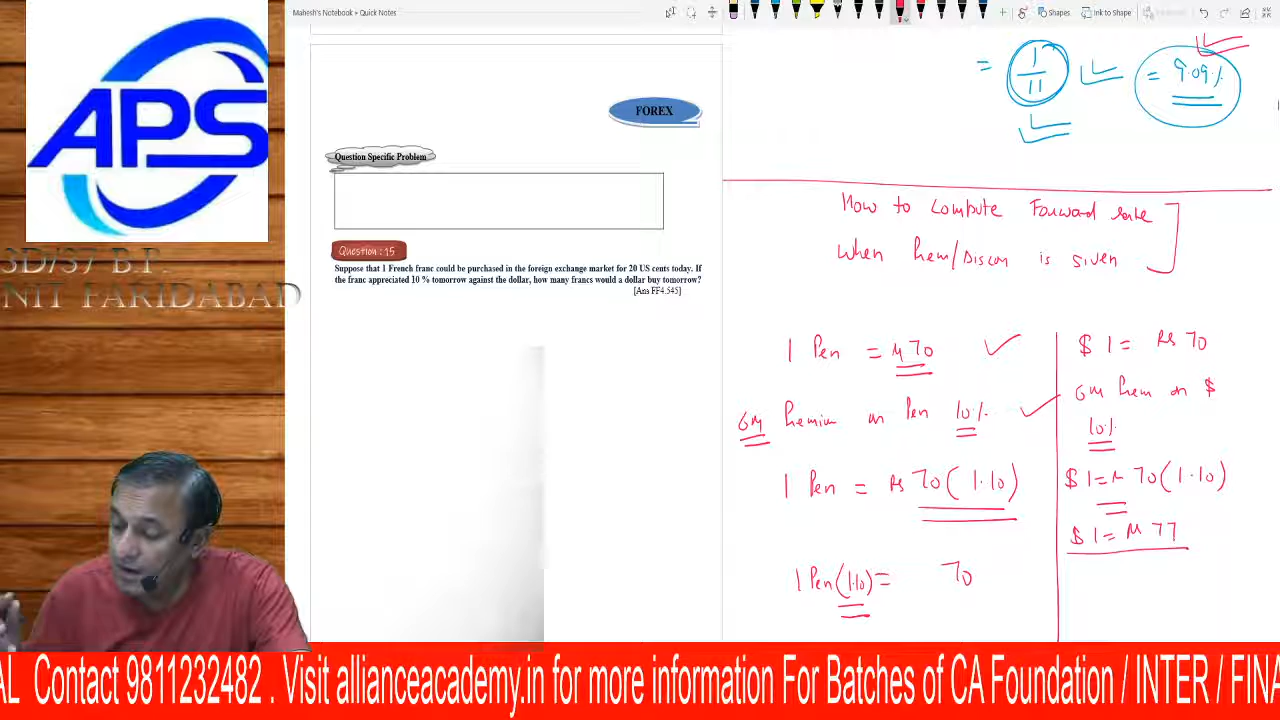 Mahesh's Notebook » Quick Notes
Shapes
Ink to Shape
APS
3D/37 B.P.
NIT FARIDABAD
FOREX
Question Specific Problem
Question : 15
Suppose that 1 French franc could be purchased in the foreign exchange market for 20 US cents today. If
the franc appreciated 10 % tomorrow against the dollar, how many francs would a dollar buy tomorrow?
[Ans FF4.545]
= 1/11 = 9.09%
How to Compute Forward rate
when Prem/Discon is given
1 Pen = Rs 70
6m Premium on Pen 10%
1 Pen = Rs 70 (1.10)
1 Pen (1.10) = 70
$ 1 = Rs 70
6m Prem on $
10%
$ 1 = Rs 70 (1.10)
$ 1 = Rs 77
AL Contact 9811232482 . Visit allianceacademy.in for more information For Batches of CA Foundation / INTER / FINA